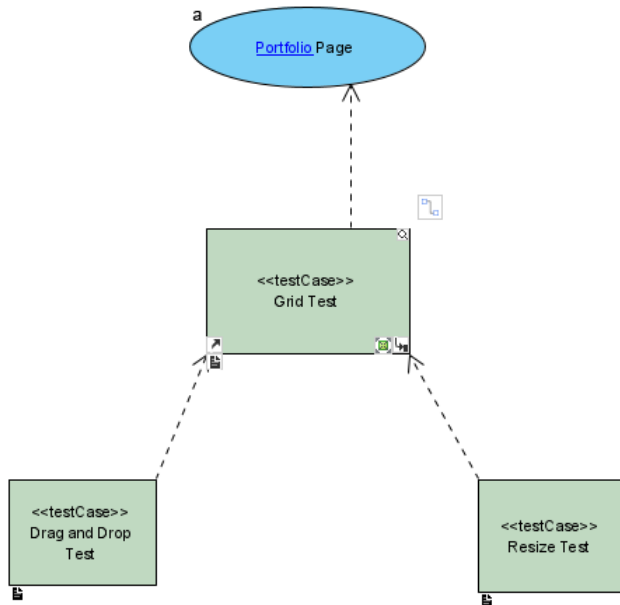 a
Portfolio Page
<<testCase>>
Grid Test
<<testCase>>
Drag and Drop
Test
<<testCase>>
Resize Test